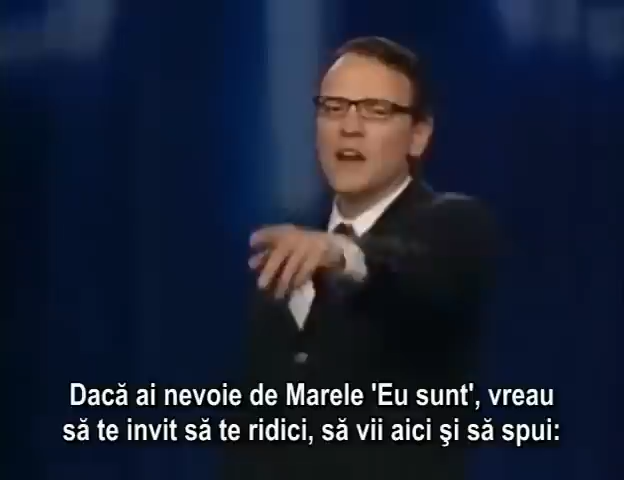 Dacă ai nevoie de Marele 'Eu sunt', vreau
să te invit să te ridici, să vii aici şi să spui: